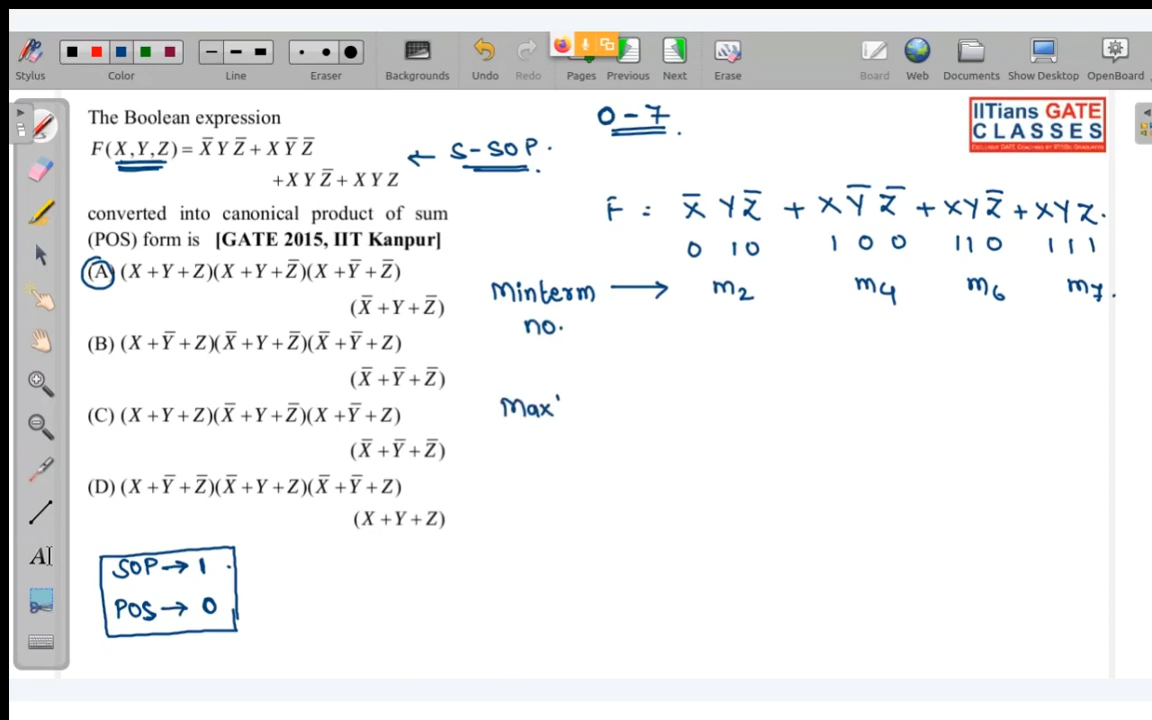 Stylus
Color
Line
Eraser
Backgrounds
Undo
Redo
Pages
Previous
Next
Erase
Board
Web
Documents
Show Desktop
OpenBoard
The Boolean expression
F(X,Y,Z) = X̅ Y Z̅ + X Y̅ Z̅
+ X Y Z̅ + X Y Z
converted into canonical product of sum
(POS) form is [GATE 2015, IIT Kanpur]
(A) (X + Y + Z)(X + Y + Z̅)(X + Y̅ + Z̅)
(X̅ + Y + Z̅)
(B) (X + Y̅ + Z)(X̅ + Y + Z̅)(X̅ + Y̅ + Z)
(X̅ + Y̅ + Z̅)
(C) (X + Y + Z)(X̅ + Y + Z̅)(X + Y̅ + Z)
(X̅ + Y̅ + Z̅)
(D) (X + Y̅ + Z̅)(X̅ + Y + Z)(X̅ + Y̅ + Z)
(X + Y + Z)
SOP → 1
POS → 0
0 - 7.
← S-SOP.
IITians GATE
CLASSES
F = X̅ Y Z̅ + X Y̅ Z̅ + X Y Z̅ + X Y Z.
0 1 0 1 0 0 1 1 0 1 1 1
Minterm → m2 m4 m6 m7.
no.
Max'
AI